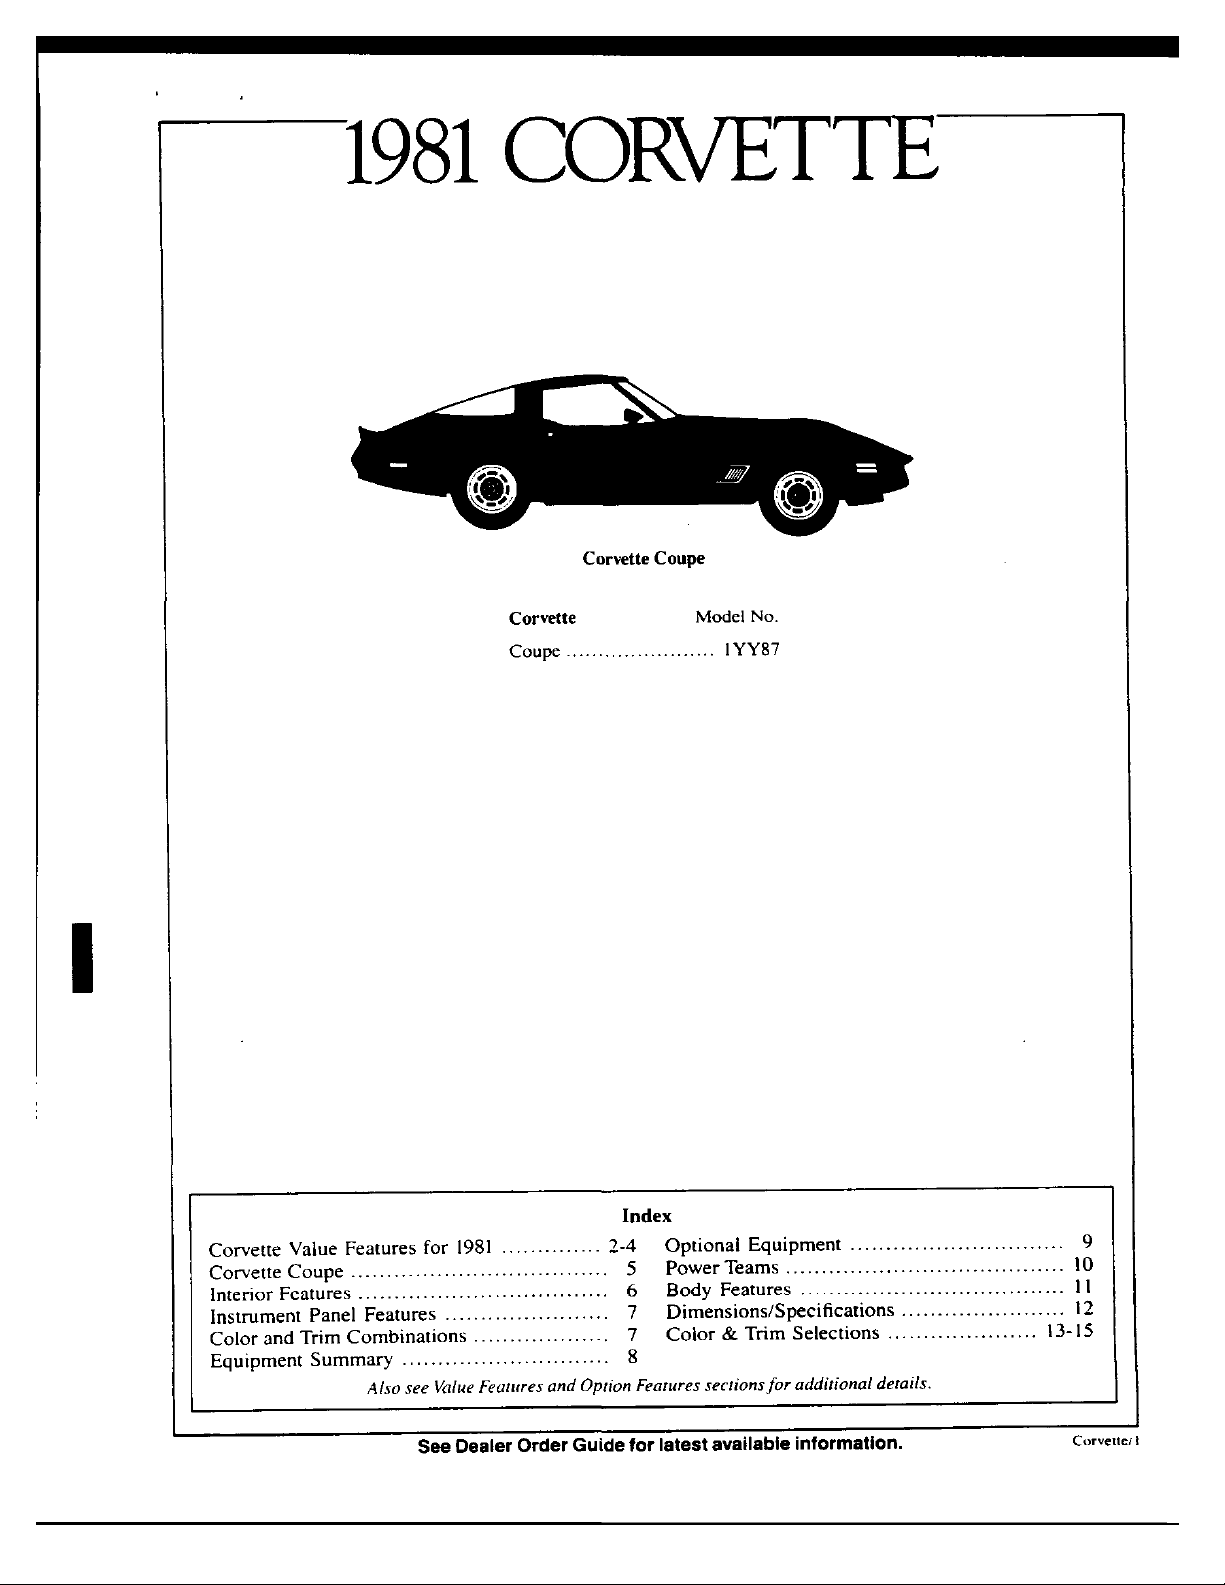 1981 CORVETTE
Corvette Coupe
Corvette Model No.
Coupe ....................... 1YY87
Index
Corvette Value Features for 1981 .............. 2-4
Corvette Coupe .................................... 5
Interior Features ................................... 6
Instrument Panel Features ....................... 7
Color and Trim Combinations ................... 7
Equipment Summary ............................. 8
Optional Equipment .............................. 9
Power Teams ....................................... 10
Body Features ..................................... 11
Dimensions/Specifications ....................... 12
Color & Trim Selections ..................... 13-15
Also see Value Features and Option Features sections for additional details.
See Dealer Order Guide for latest available information.
Corvette/1